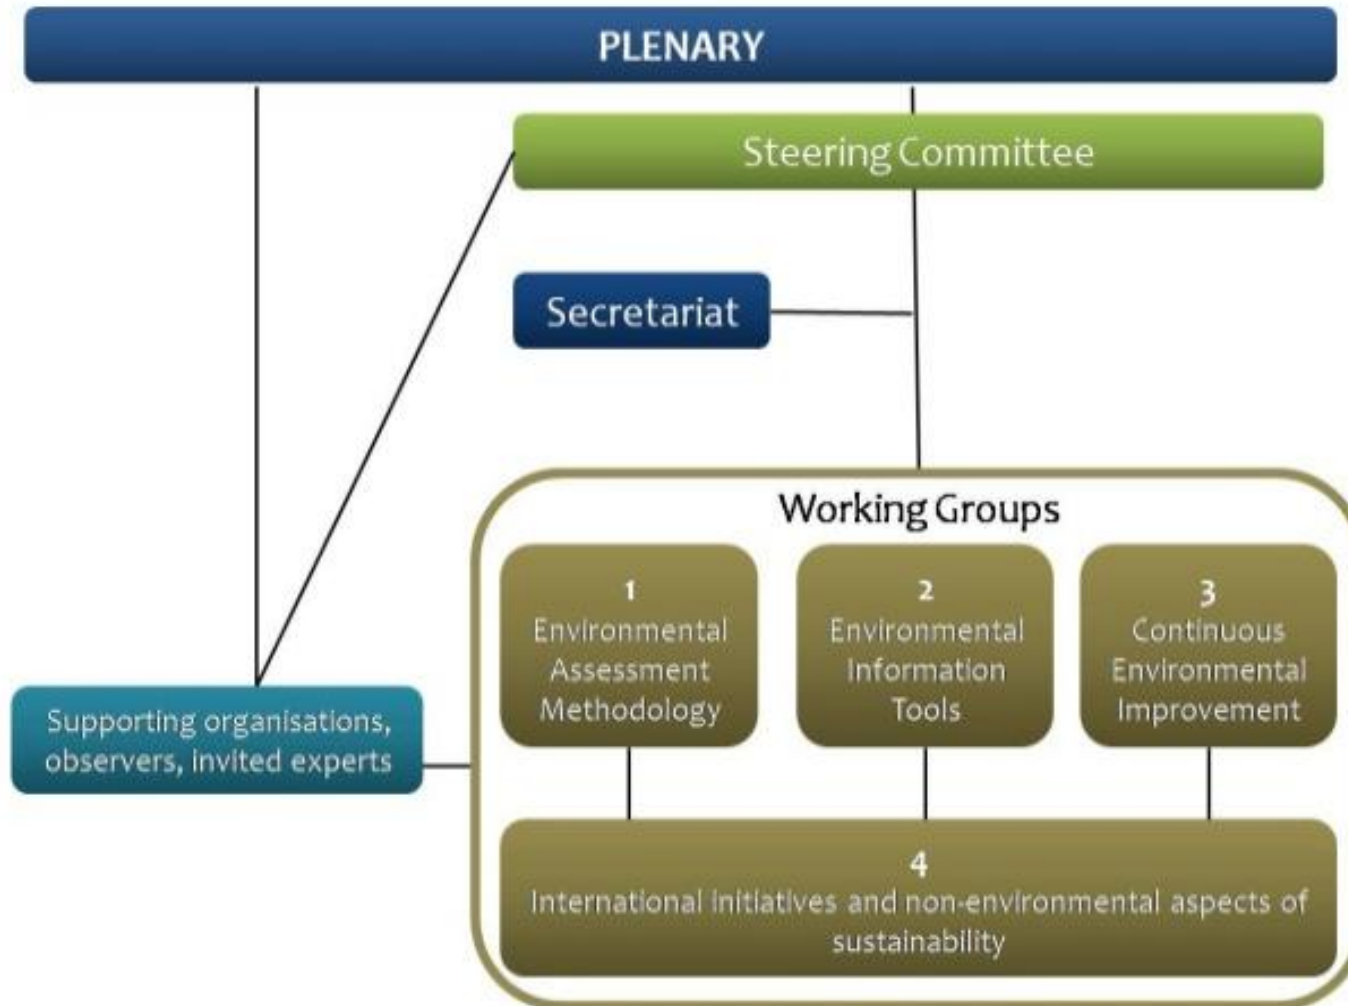 PLENARY
Steering Committee
Secretariat
Working Groups
1
Environmental
Assessment
Methodology
2
Environmental
Information
Tools
3
Continuous
Environmental
Improvement
Supporting organisations,
observers, invited experts
4
International initiatives and non-environmental aspects of
sustainability